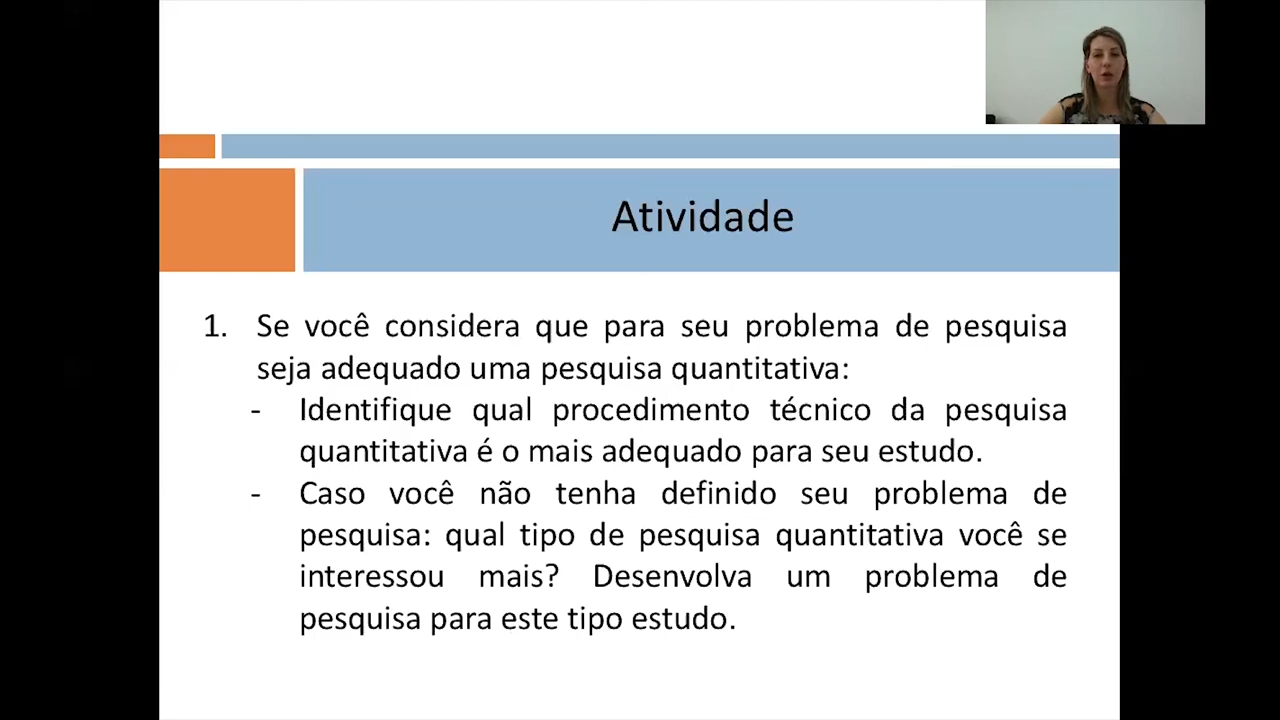 Atividade
1. Se você considera que para seu problema de pesquisa
seja adequado uma pesquisa quantitativa:
- Identifique qual procedimento técnico da pesquisa
quantitativa é o mais adequado para seu estudo.
- Caso você não tenha definido seu problema de
pesquisa: qual tipo de pesquisa quantitativa você se
interessou mais? Desenvolva um problema de
pesquisa para este tipo estudo.